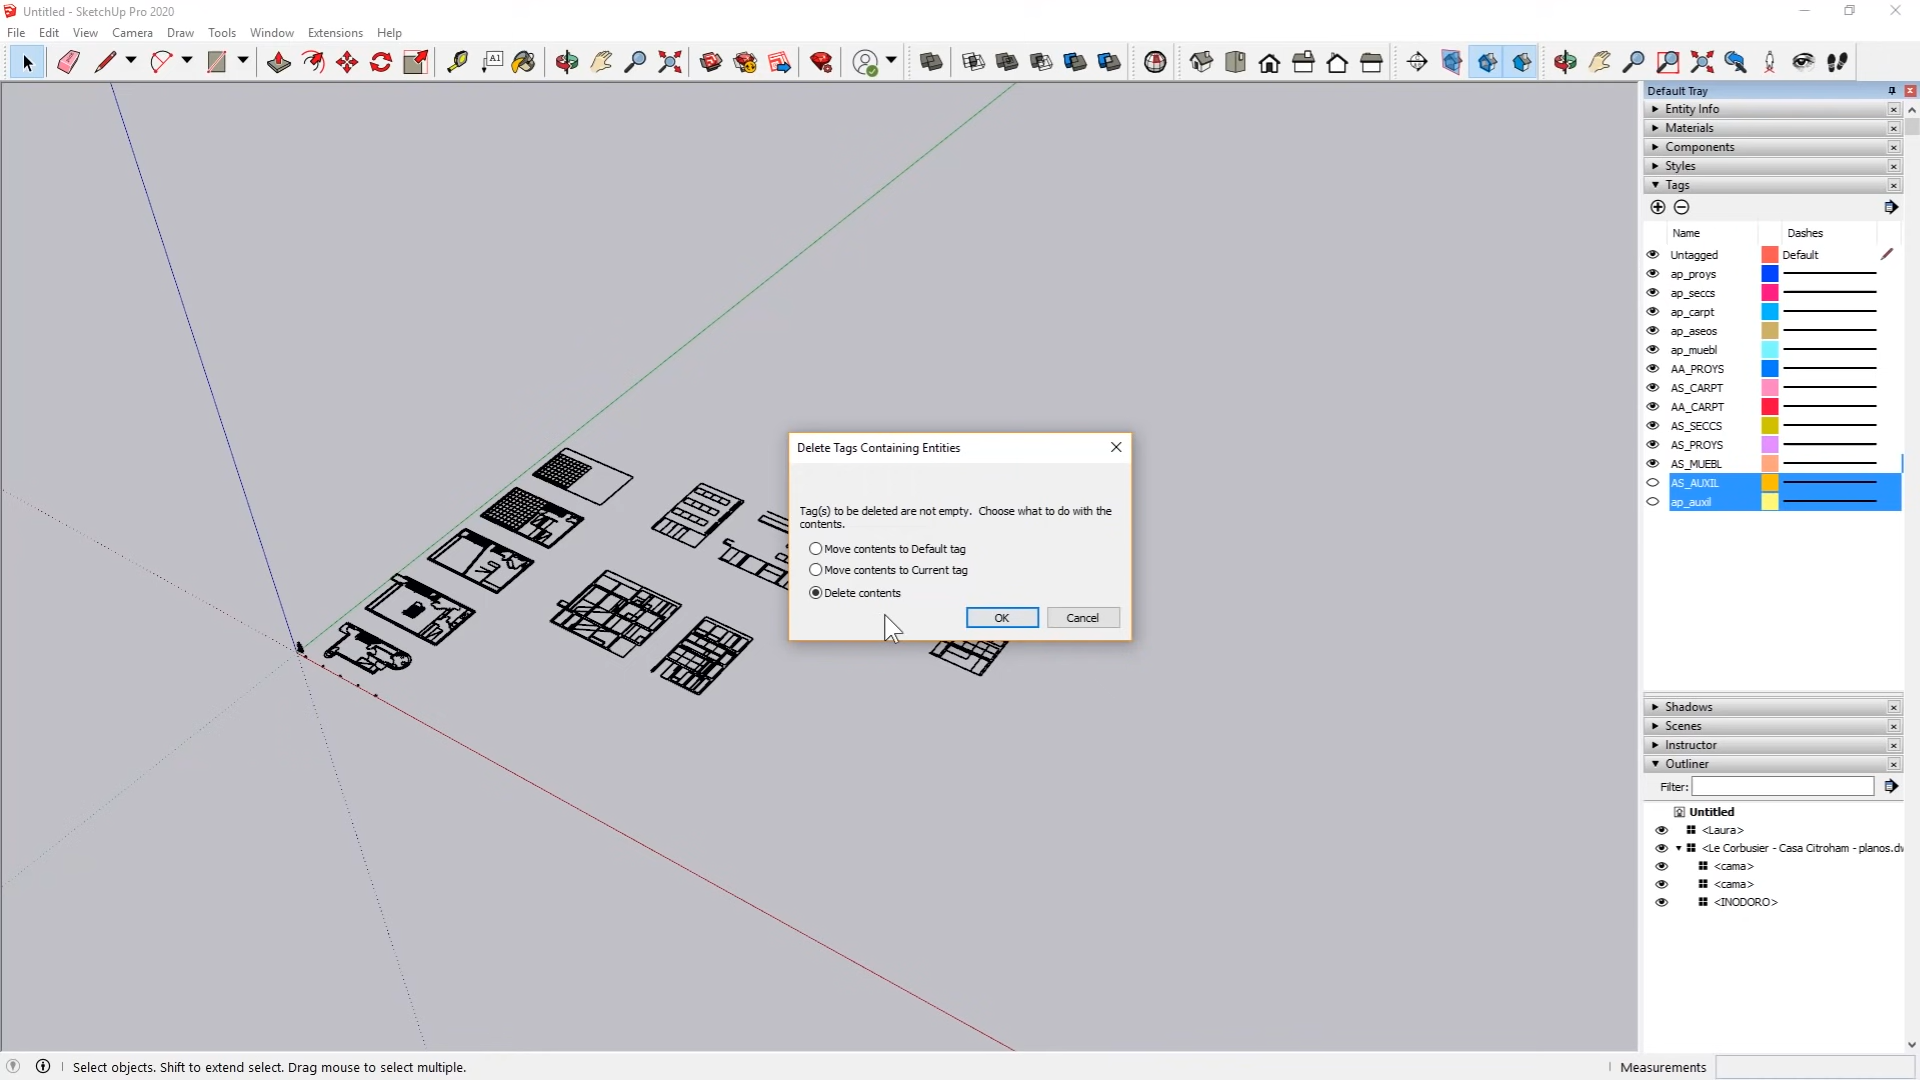 Untitled - SketchUp Pro 2020
File Edit View Camera Draw Tools Window Extensions Help
A1
Default Tray
Entity Info
Materials
Components
Styles
Tags
Name Dashes
Untagged Default
ap_proys
ap_seccs
ap_carpt
ap_aseos
ap_muebl
AA_PROYS
AS_CARPT
AA_CARPT
AS_SECCS
AS_PROYS
AS_MUEBL
AS_AUXIL
ap_auxil
Delete Tags Containing Entities
Tag(s) to be deleted are not empty. Choose what to do with the
contents.
Move contents to Default tag
Move contents to Current tag
Delete contents
OK Cancel
Shadows
Scenes
Instructor
Outliner
Filter:
Untitled
<Laura>
<Le Corbusier - Casa Citroham - planos.d
<cama>
<cama>
<INODORO>
Select objects. Shift to extend select. Drag mouse to select multiple.
Measurements